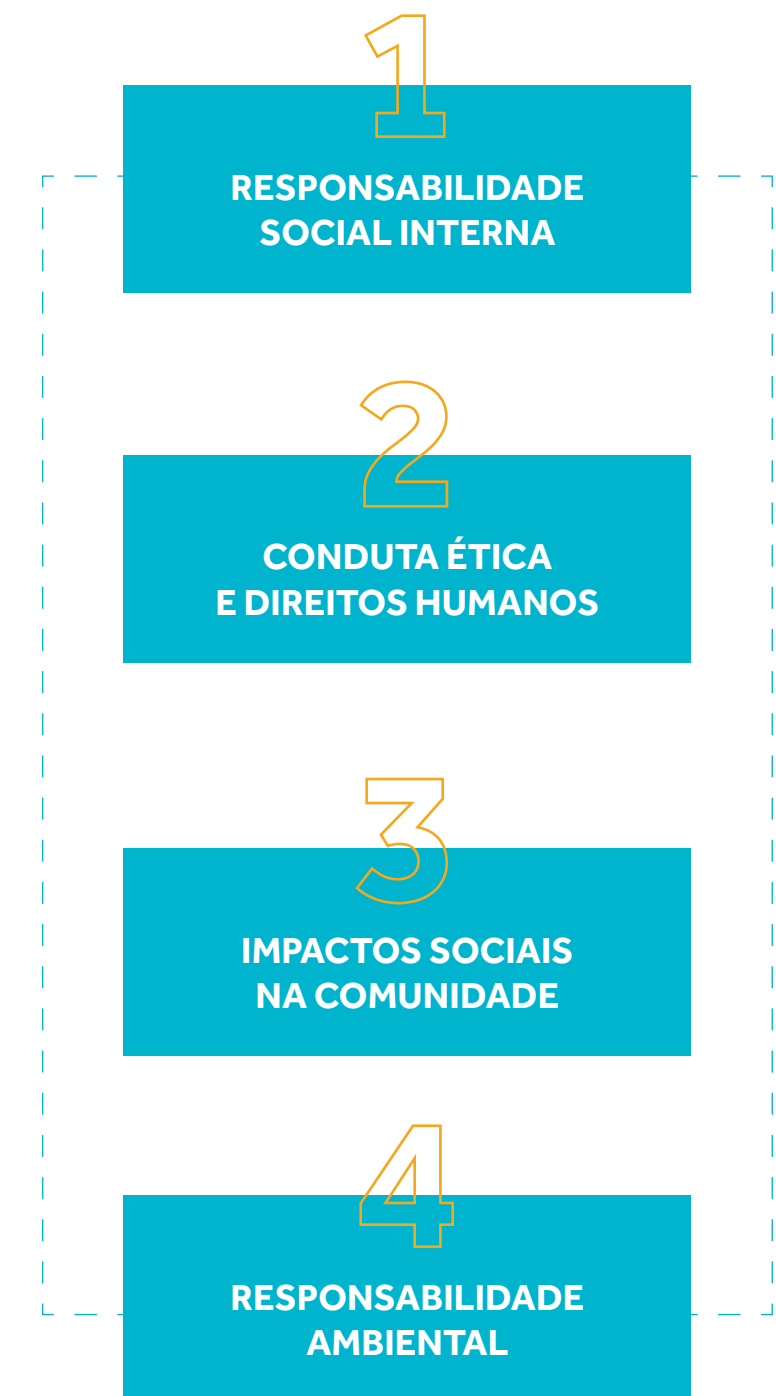 1
RESPONSABILIDADE
SOCIAL INTERNA
2
CONDUTA ÉTICA
E DIREITOS HUMANOS
3
IMPACTOS SOCIAIS
NA COMUNIDADE
4
RESPONSABILIDADE
AMBIENTAL